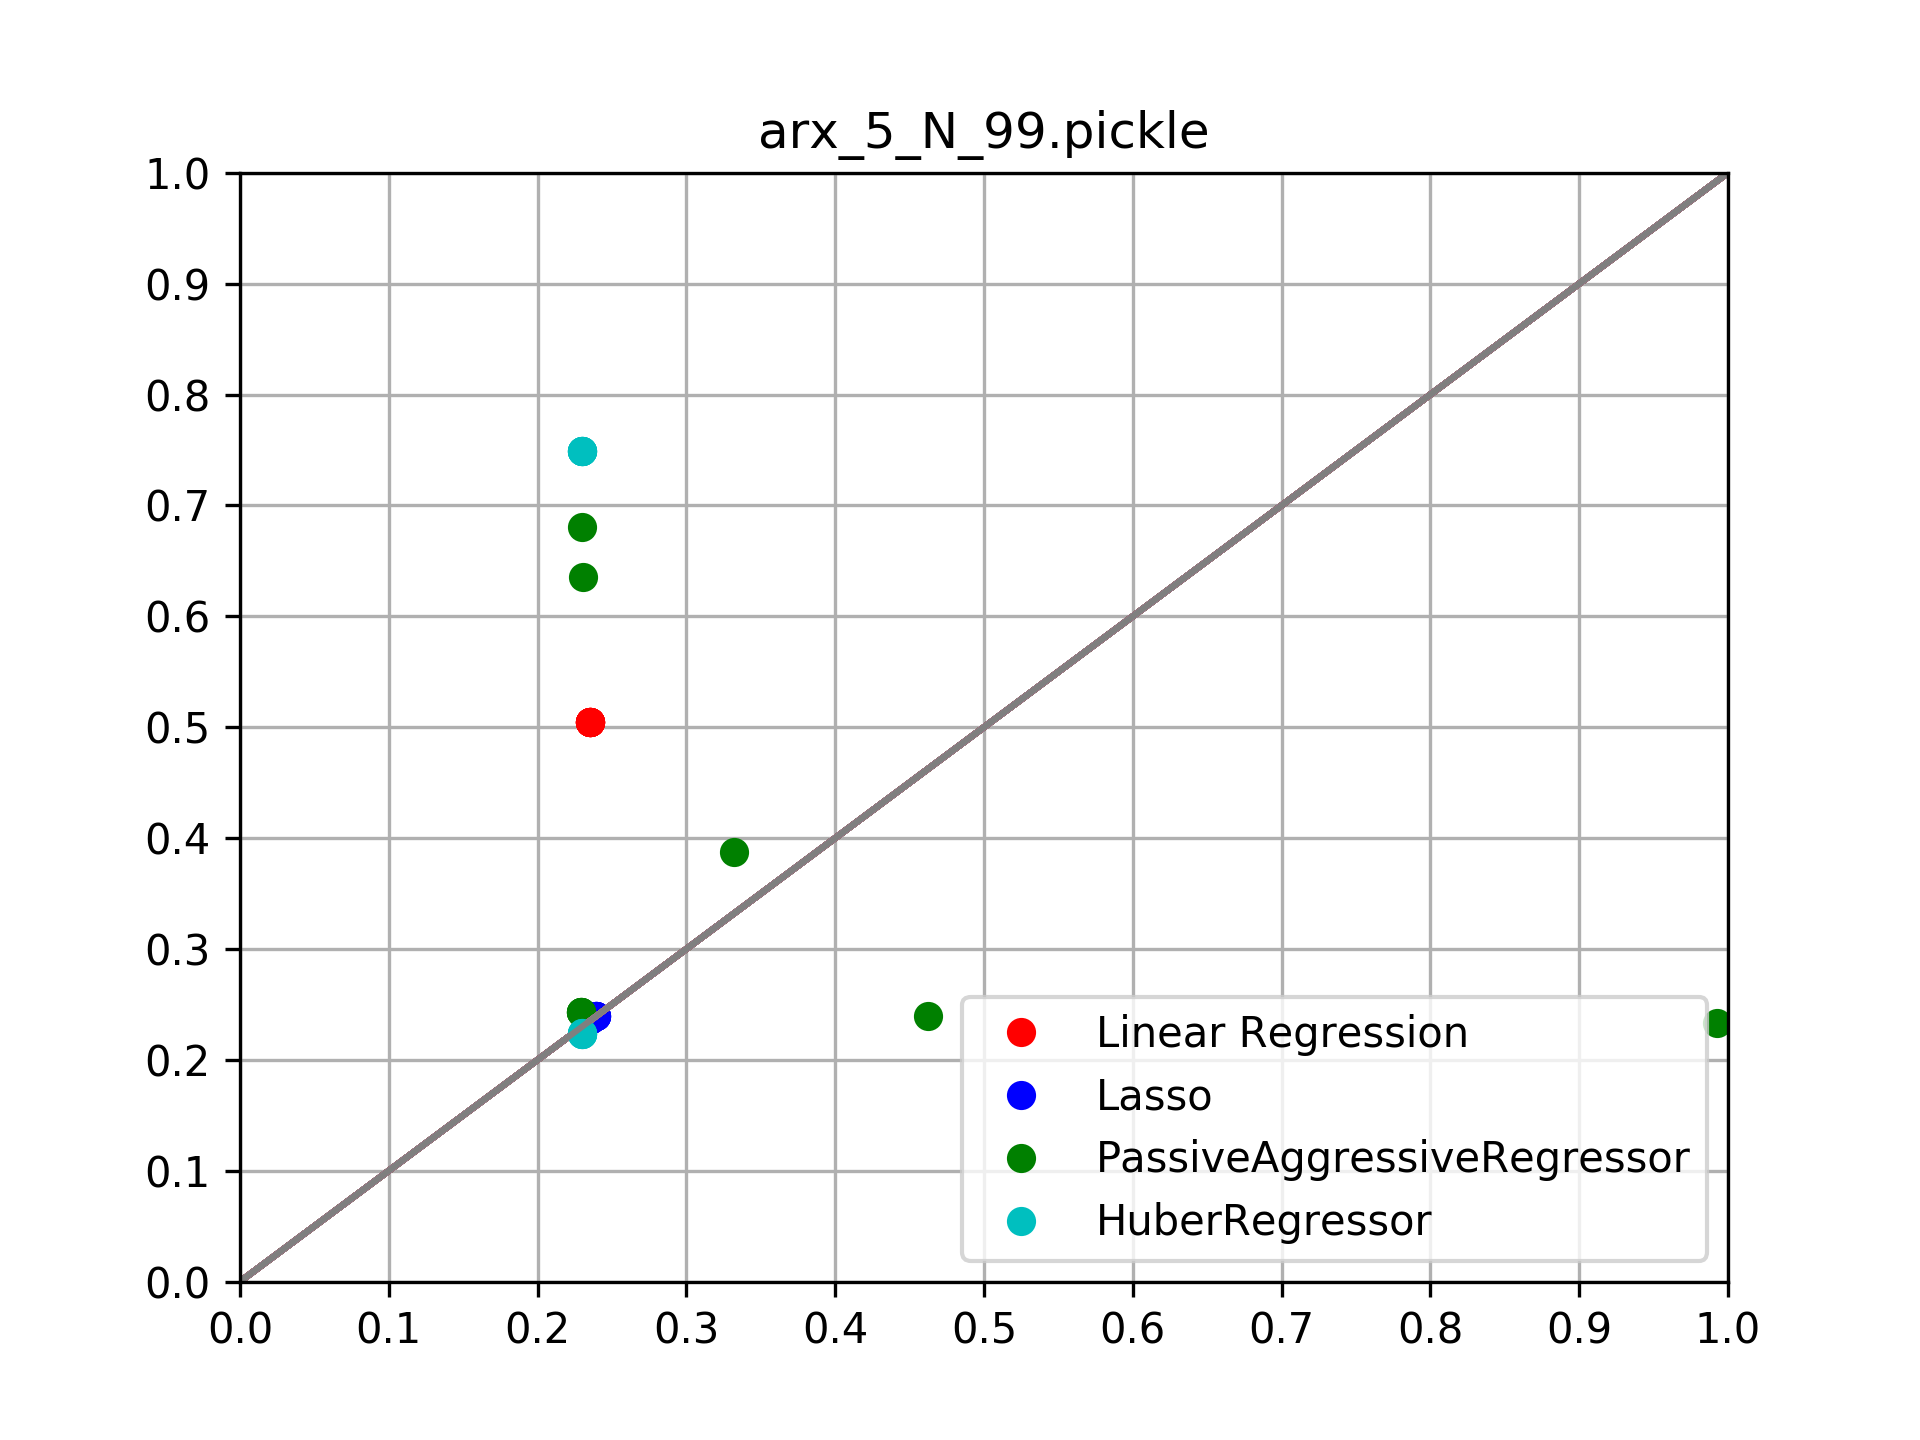 arx_5_N_99.pickle
1.0
0.9
0.8
0.7
0.6
0.5
0.4
0.3
0.2
0.1
0.0
Linear Regression
Lasso
PassiveAggressiveRegressor
HuberRegressor
0.0 0.1 0.2 0.3 0.4 0.5 0.6 0.7 0.8 0.9 1.0